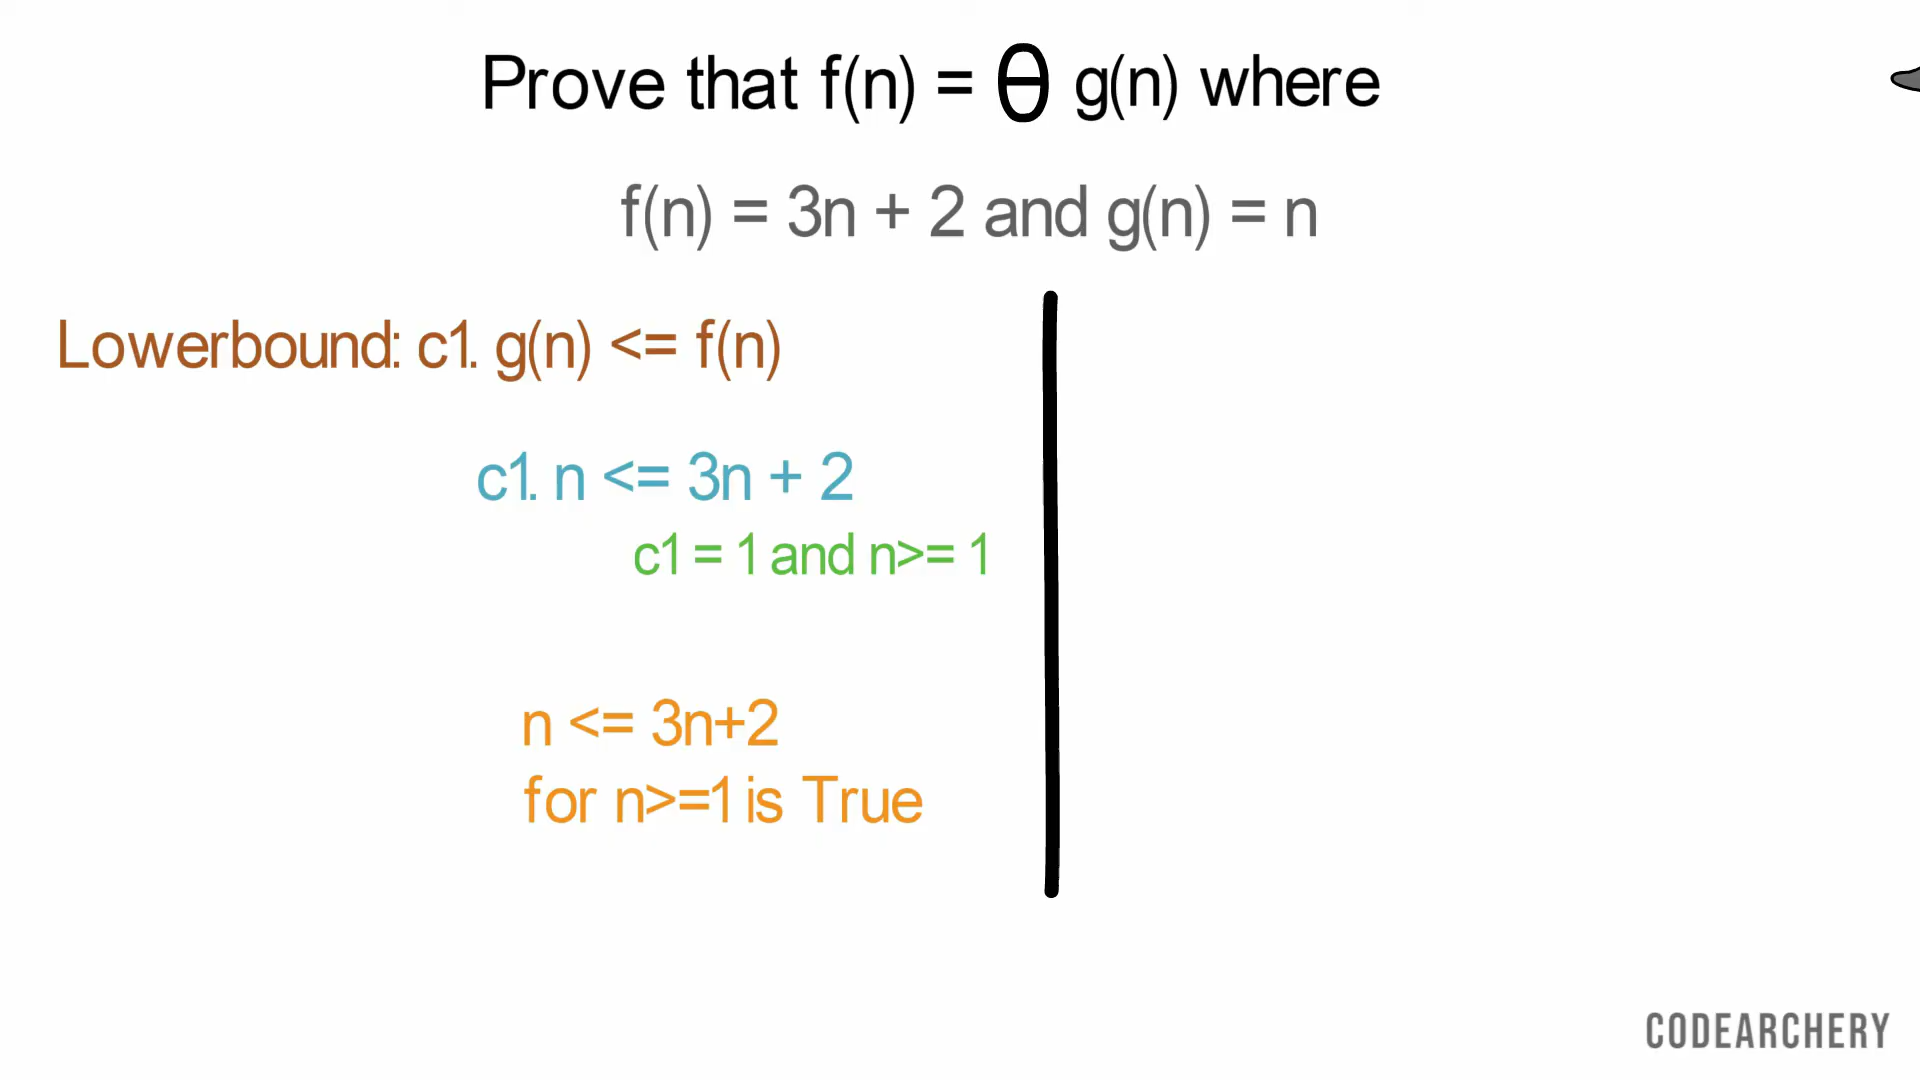 Prove that f(n) = θ g(n) where
f(n) = 3n + 2 and g(n) = n
Lowerbound: c1. g(n) <= f(n)
c1. n <= 3n + 2
c1 = 1 and n>= 1
n <= 3n+2
for n>=1 is True
CODEARCHERY